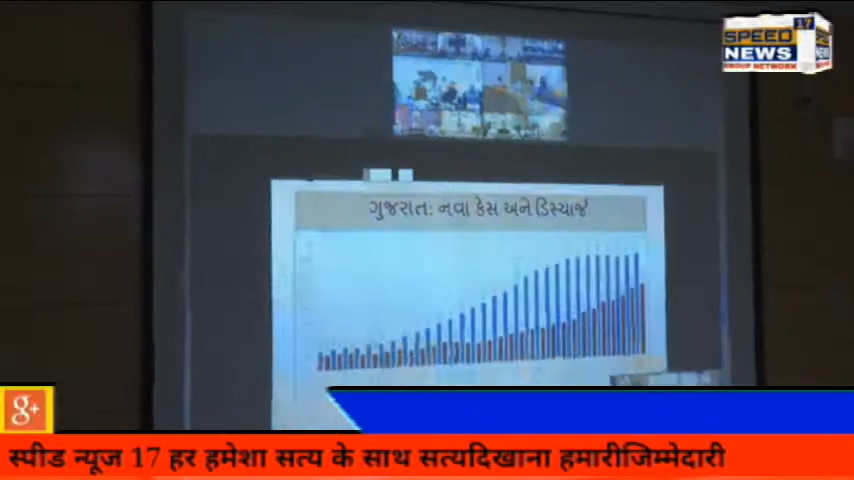 SPEED 17
NEWS
GROUP NETWORK
ગુજરાત: નવા કેસ અને ડિસ્ચાર્જ
g+
स्पीड न्यूज 17 हर हमेशा सत्य के साथ सत्यदिखाना हमारीजिम्मेदारी